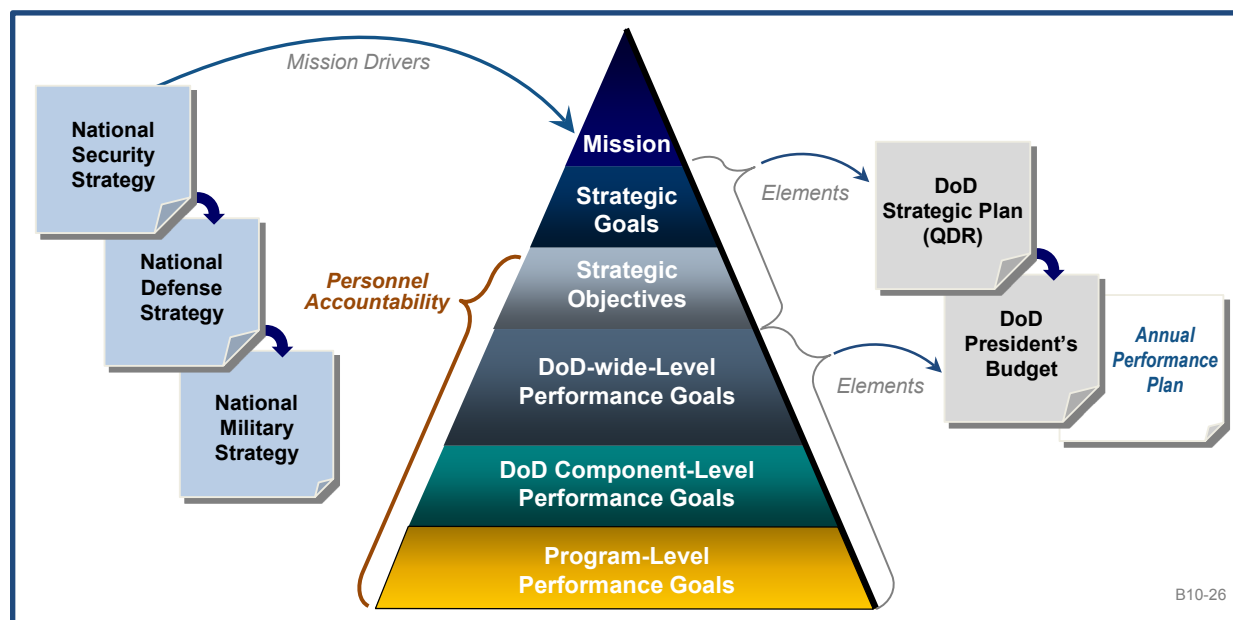 Mission Drivers
National
Security
Strategy
National
Defense
Strategy
National
Military
Strategy
Personnel
Accountability
Mission
Strategic
Goals
Strategic
Objectives
DoD-wide-Level
Performance Goals
DoD Component-Level
Performance Goals
Program-Level
Performance Goals
Elements
Elements
DoD
Strategic Plan
(QDR)
DoD
President's
Budget
Annual
Performance
Plan
B10-26